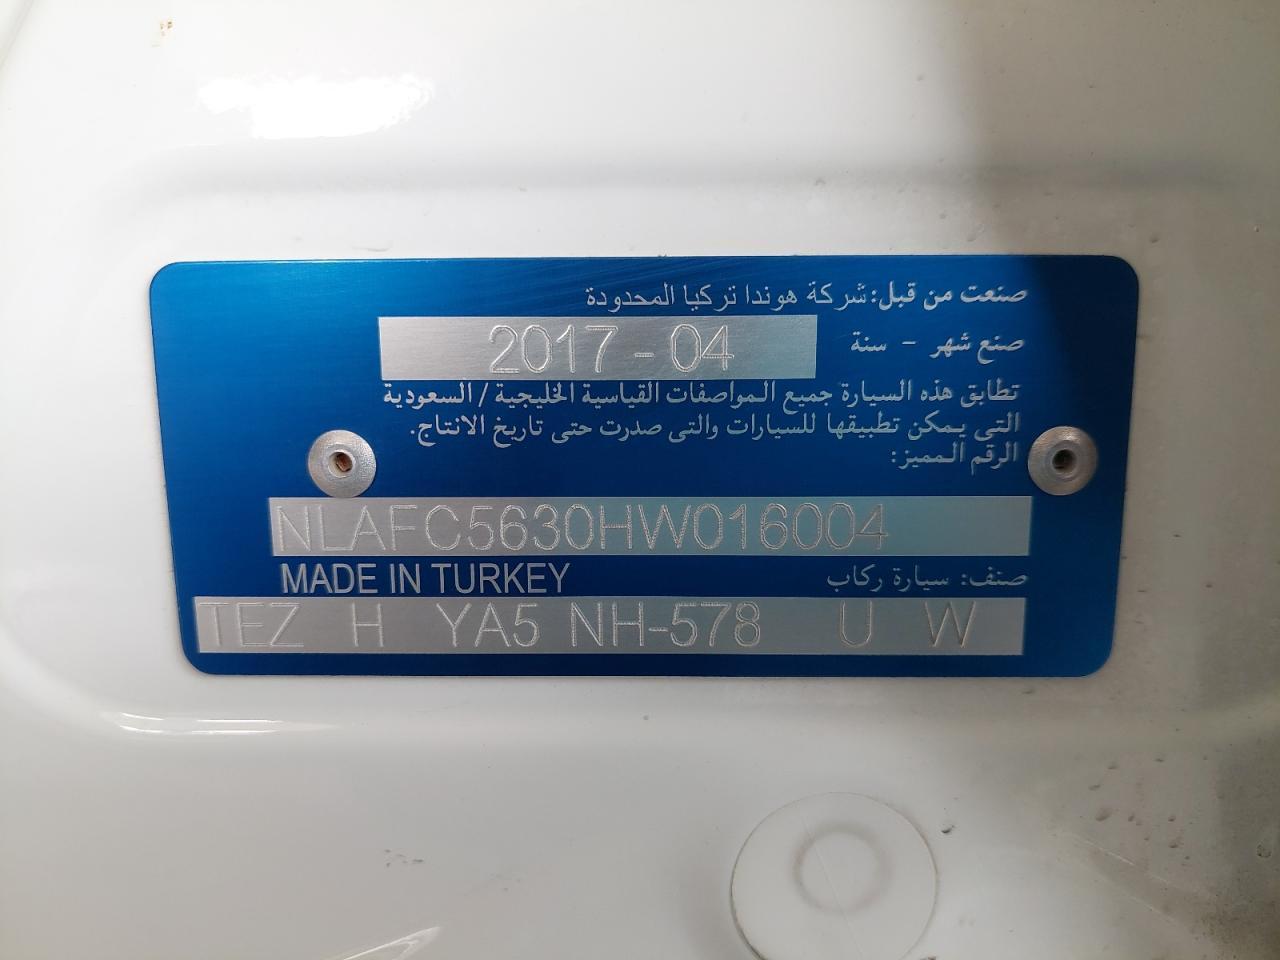 صنعت من قبل: شركة هوندا تركيا المحدودة
صنع شهر - سنة 2017 - 04
تطابق هذه السيارة جميع المواصفات القياسية الخليجية / السعودية
التى يمكن تطبيقها للسيارات والتى صدرت حتى تاريخ الانتاج.
الرقم المميز:
NLAFC5630HW016004
صنف: سيارة ركاب MADE IN TURKEY
TEZ H YA5 NH-578 U W